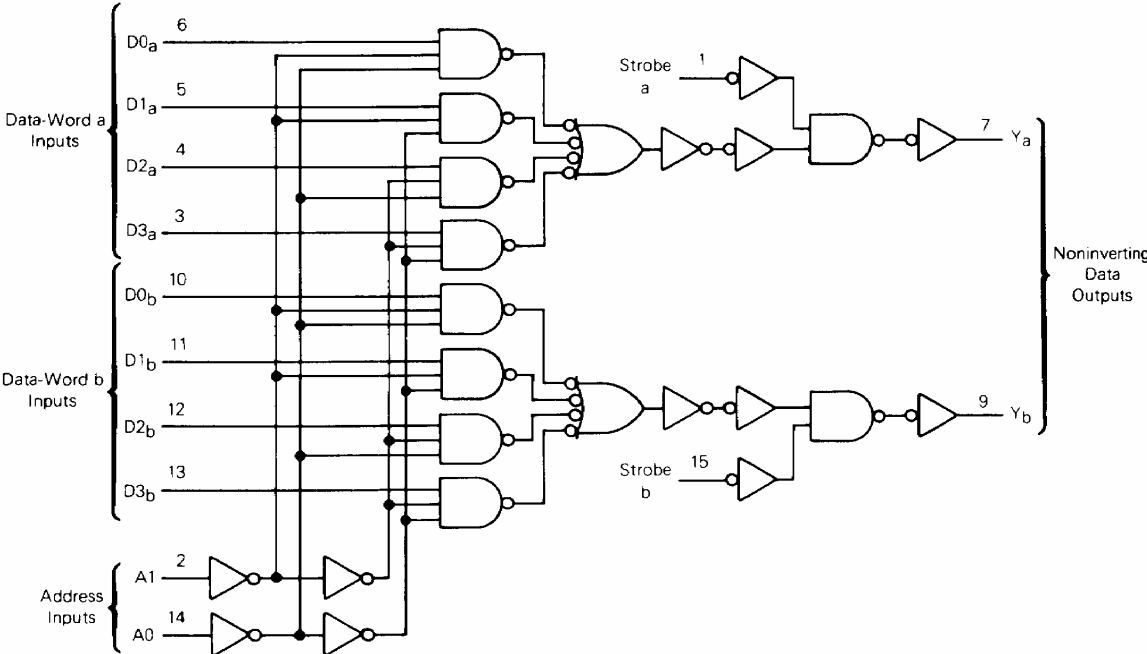 6
D0a
5
D1a
Data-Word a
Inputs
4
D2a
3
D3a
10
D0b
11
D1b
Data-Word b
Inputs
12
D2b
13
D3b
2
A1
Address
Inputs
14
A0
Strobe
a
1
7
Ya
Noninverting
Data
Outputs
9
Yb
Strobe
b
15